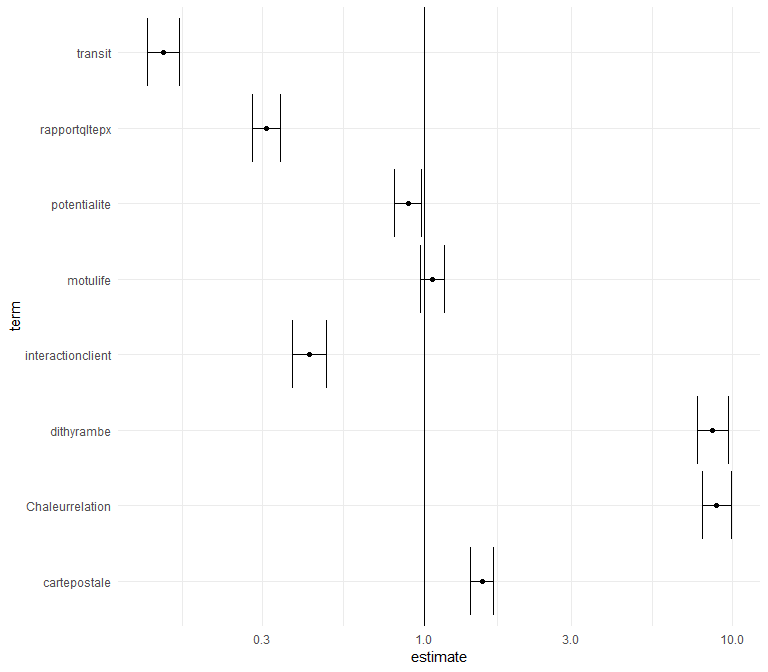 transit
rapportqltepx
potentialite
motulife
interactionclient
dithyrambe
Chaleurrelation
cartepostale
term
0.3
1.0
3.0
10.0
estimate